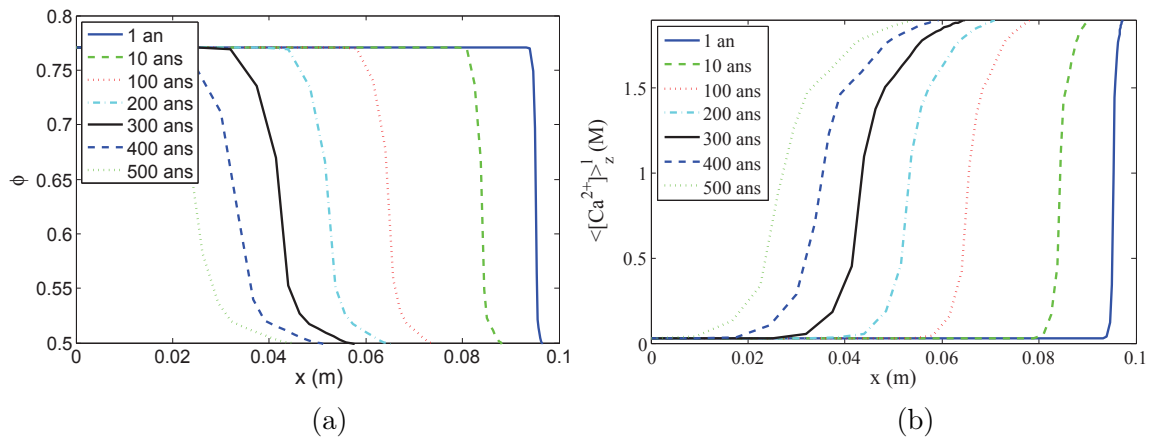 0.8
0.75
0.7
0.65
0.6
0.55
0.5
ϕ
1 an
10 ans
100 ans
200 ans
300 ans
400 ans
500 ans
0 0.02 0.04 0.06 0.08 0.1
x (m)
(a)
1.5
1
0.5
0
<[Ca²⁺]>ˡ_z (M)
1 an
10 ans
100 ans
200 ans
300 ans
400 ans
500 ans
0 0.02 0.04 0.06 0.08 0.1
x (m)
(b)